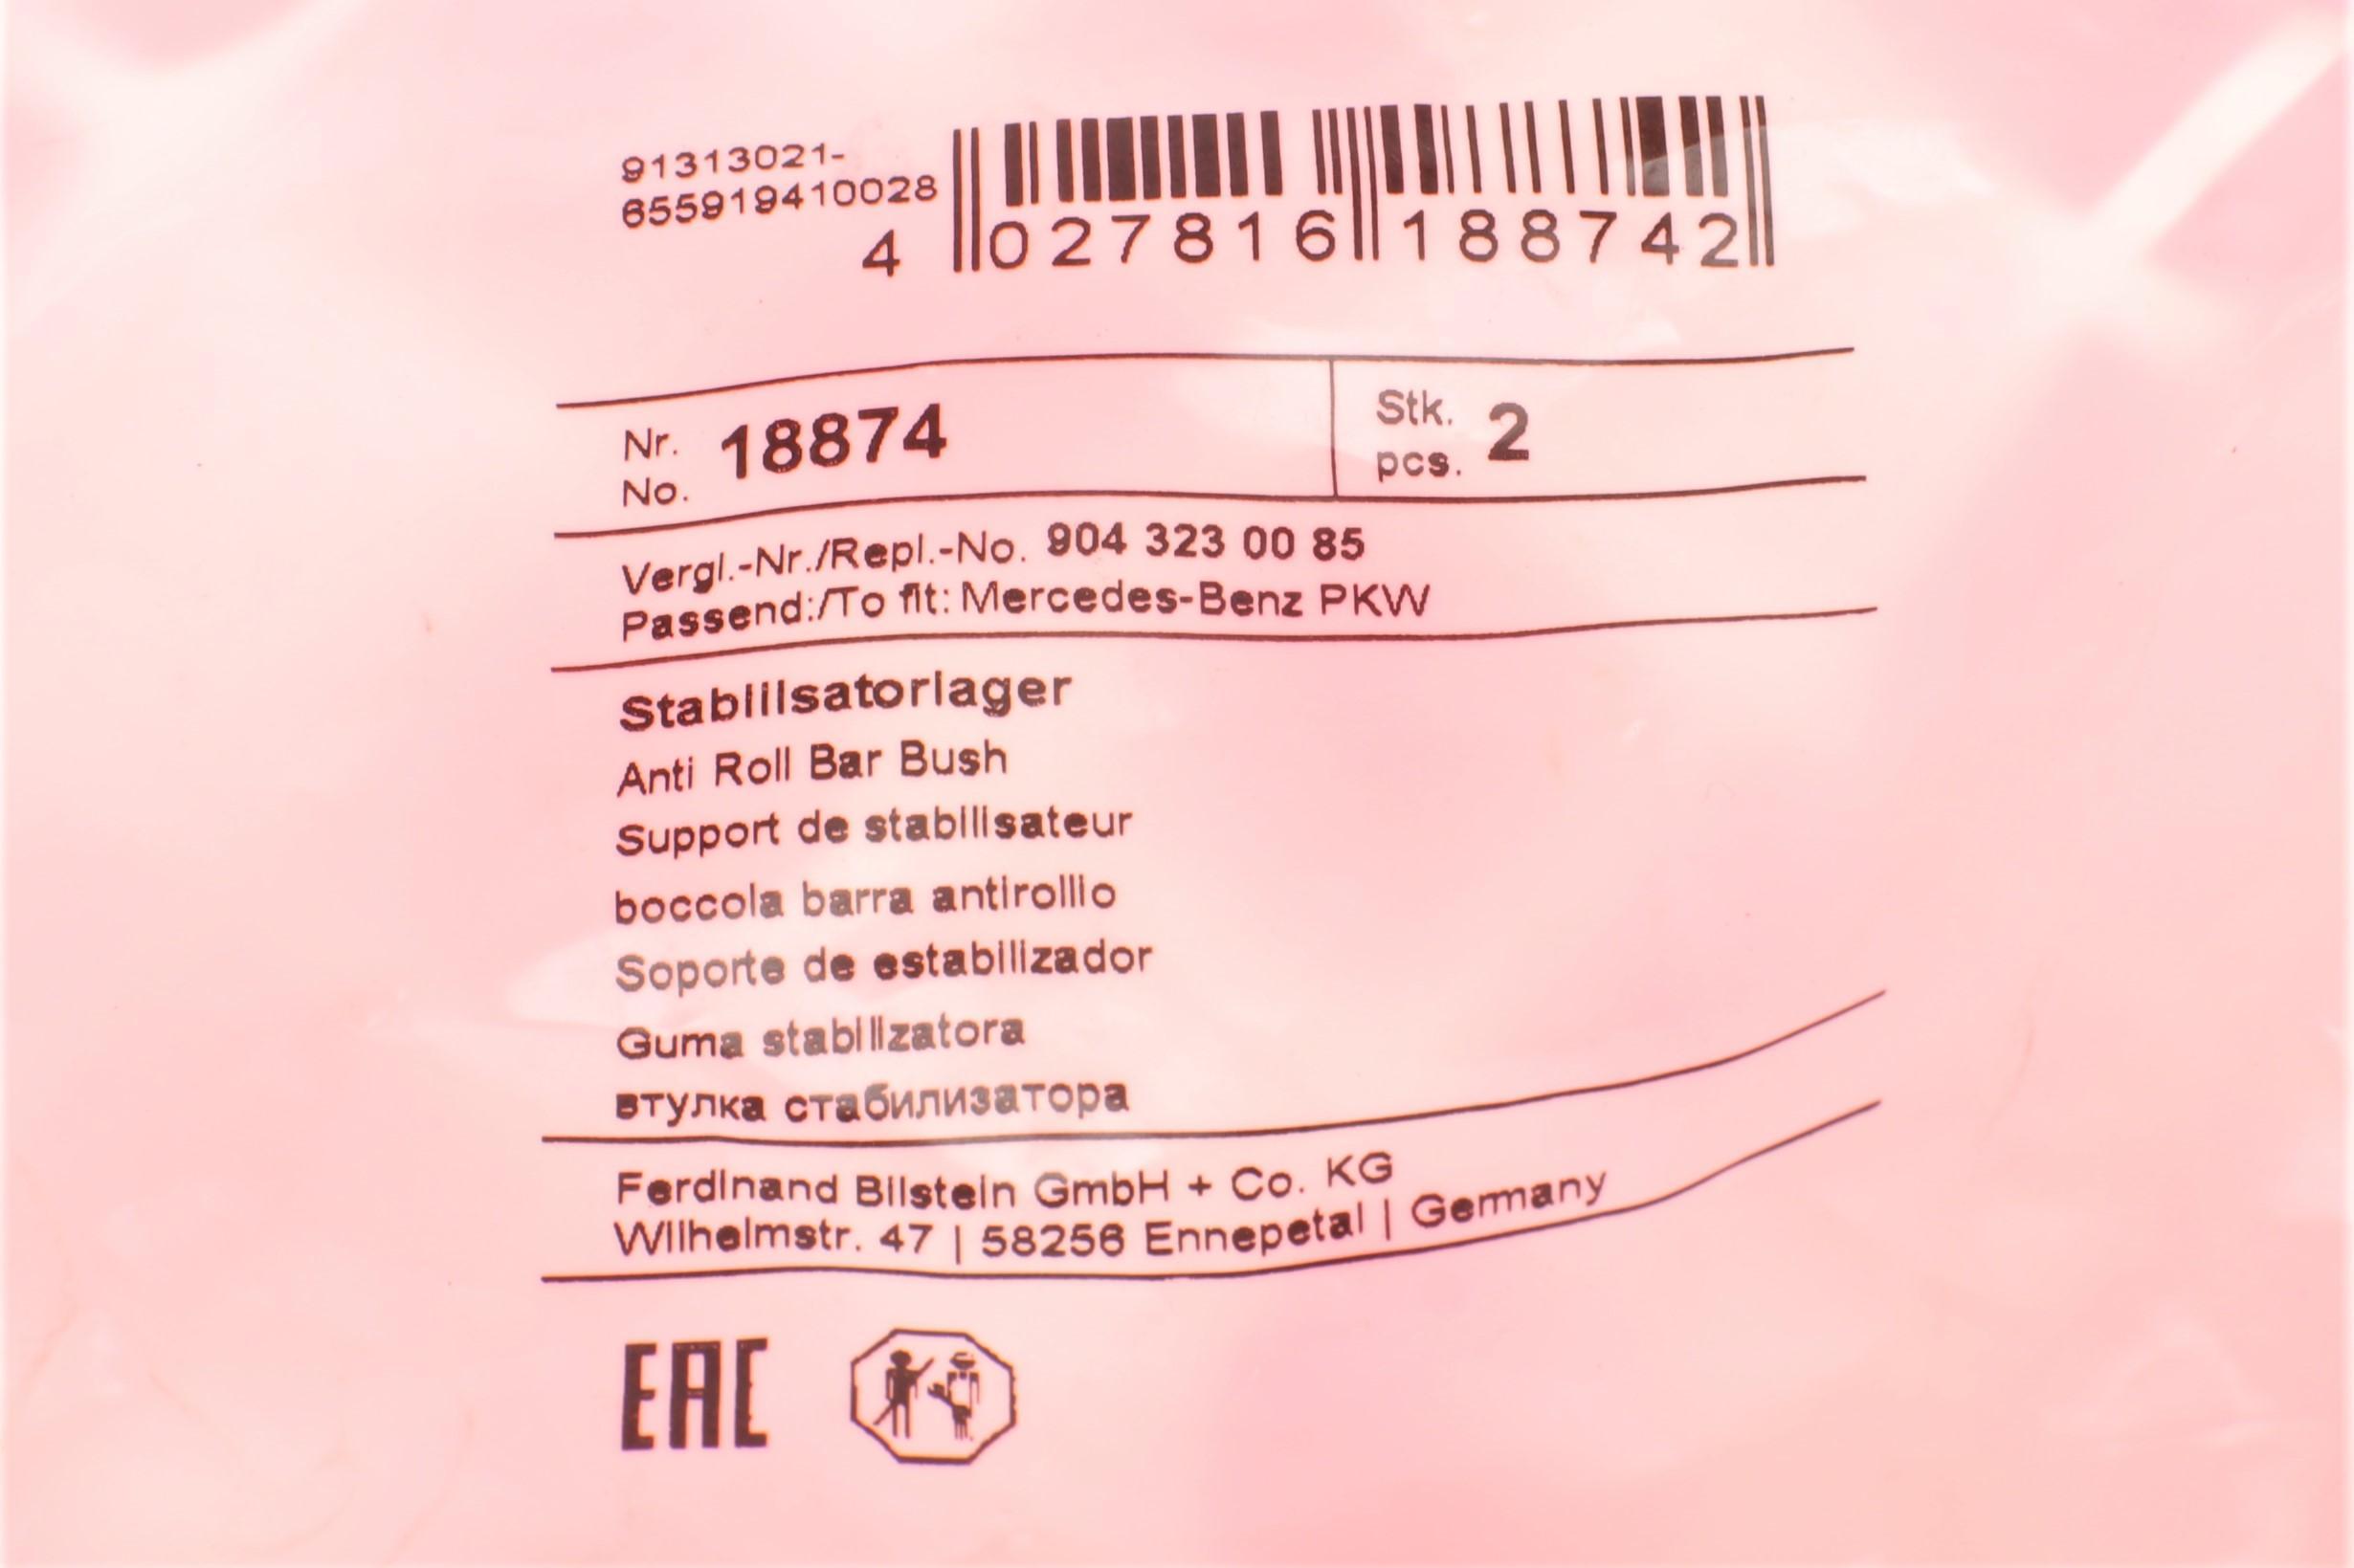 91313021-
655919410028
4 027816 188742
Nr. 18874 Stk. 2
No. pcs.
Vergl.-Nr./Repl.-No. 904 323 00 85
Passend:/To fit: Mercedes-Benz PKW
Stabilisatorlager
Anti Roll Bar Bush
Support de stabilisateur
boccola barra antirollio
Soporte de estabilizador
Guma stabilizatora
втулка стабилизатора
Ferdinand Bilstein GmbH + Co. KG
Wilhelmstr. 47 | 58256 Ennepetal | Germany
EAC